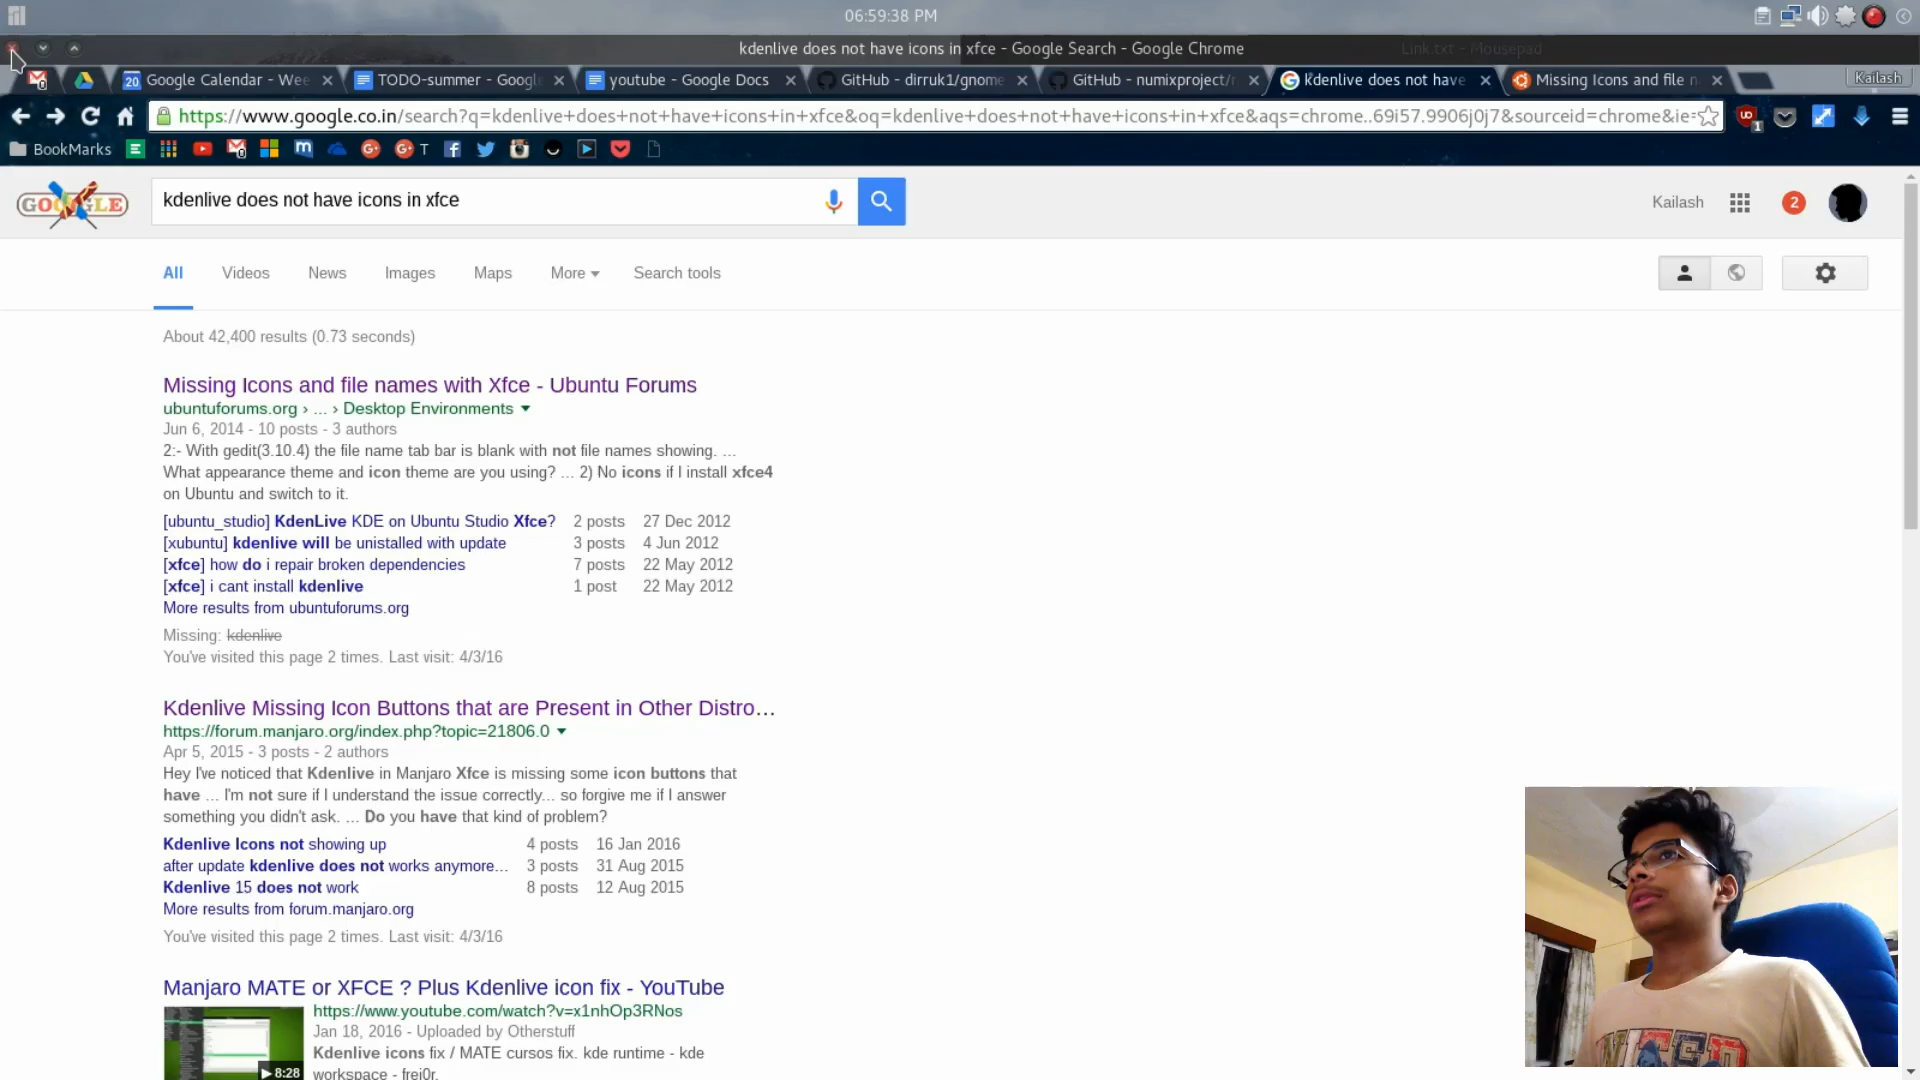 06:59:38 PM
kdenlive does not have icons in xfce - Google Search - Google Chrome
Link.txt - Mousepad
Google Calendar - Wee
TODO-summer - Googl
youtube - Google Docs
GitHub - dirruk1/gnome
GitHub - numixproject/
kdenlive does not have
Missing Icons and file n
Kailash
https://www.google.co.in/search?q=kdenlive+does+not+have+icons+in+xfce&oq=kdenlive+does+not+have+icons+in+xfce&aqs=chrome..69i57.9906j0j7&sourceid=chrome&ie=
BookMarks
T
GOOGLE
kdenlive does not have icons in xfce
Kailash
2
All Videos News Images Maps More Search tools
About 42,400 results (0.73 seconds)
Missing Icons and file names with Xfce - Ubuntu Forums
ubuntuforums.org › ... › Desktop Environments
Jun 6, 2014 - 10 posts - 3 authors
2:- With gedit(3.10.4) the file name tab bar is blank with not file names showing. ...
What appearance theme and icon theme are you using? ... 2) No icons if I install xfce4
on Ubuntu and switch to it.
[ubuntu_studio] KdenLive KDE on Ubuntu Studio Xfce? 2 posts 27 Dec 2012
[xubuntu] kdenlive will be unistalled with update 3 posts 4 Jun 2012
[xfce] how do i repair broken dependencies 7 posts 22 May 2012
[xfce] i cant install kdenlive 1 post 22 May 2012
More results from ubuntuforums.org
Missing: kdenlive
You've visited this page 2 times. Last visit: 4/3/16
Kdenlive Missing Icon Buttons that are Present in Other Distro...
https://forum.manjaro.org/index.php?topic=21806.0
Apr 5, 2015 - 3 posts - 2 authors
Hey I've noticed that Kdenlive in Manjaro Xfce is missing some icon buttons that
have ... I'm not sure if I understand the issue correctly... so forgive me if I answer
something you didn't ask. ... Do you have that kind of problem?
Kdenlive Icons not showing up 4 posts 16 Jan 2016
after update kdenlive does not works anymore... 3 posts 31 Aug 2015
Kdenlive 15 does not work 8 posts 12 Aug 2015
More results from forum.manjaro.org
You've visited this page 2 times. Last visit: 4/3/16
Manjaro MATE or XFCE ? Plus Kdenlive icon fix - YouTube
https://www.youtube.com/watch?v=x1nhOp3RNos
Jan 18, 2016 - Uploaded by Otherstuff
Kdenlive icons fix / MATE cursos fix. kde runtime - kde
workspace - frei0r.
8:28